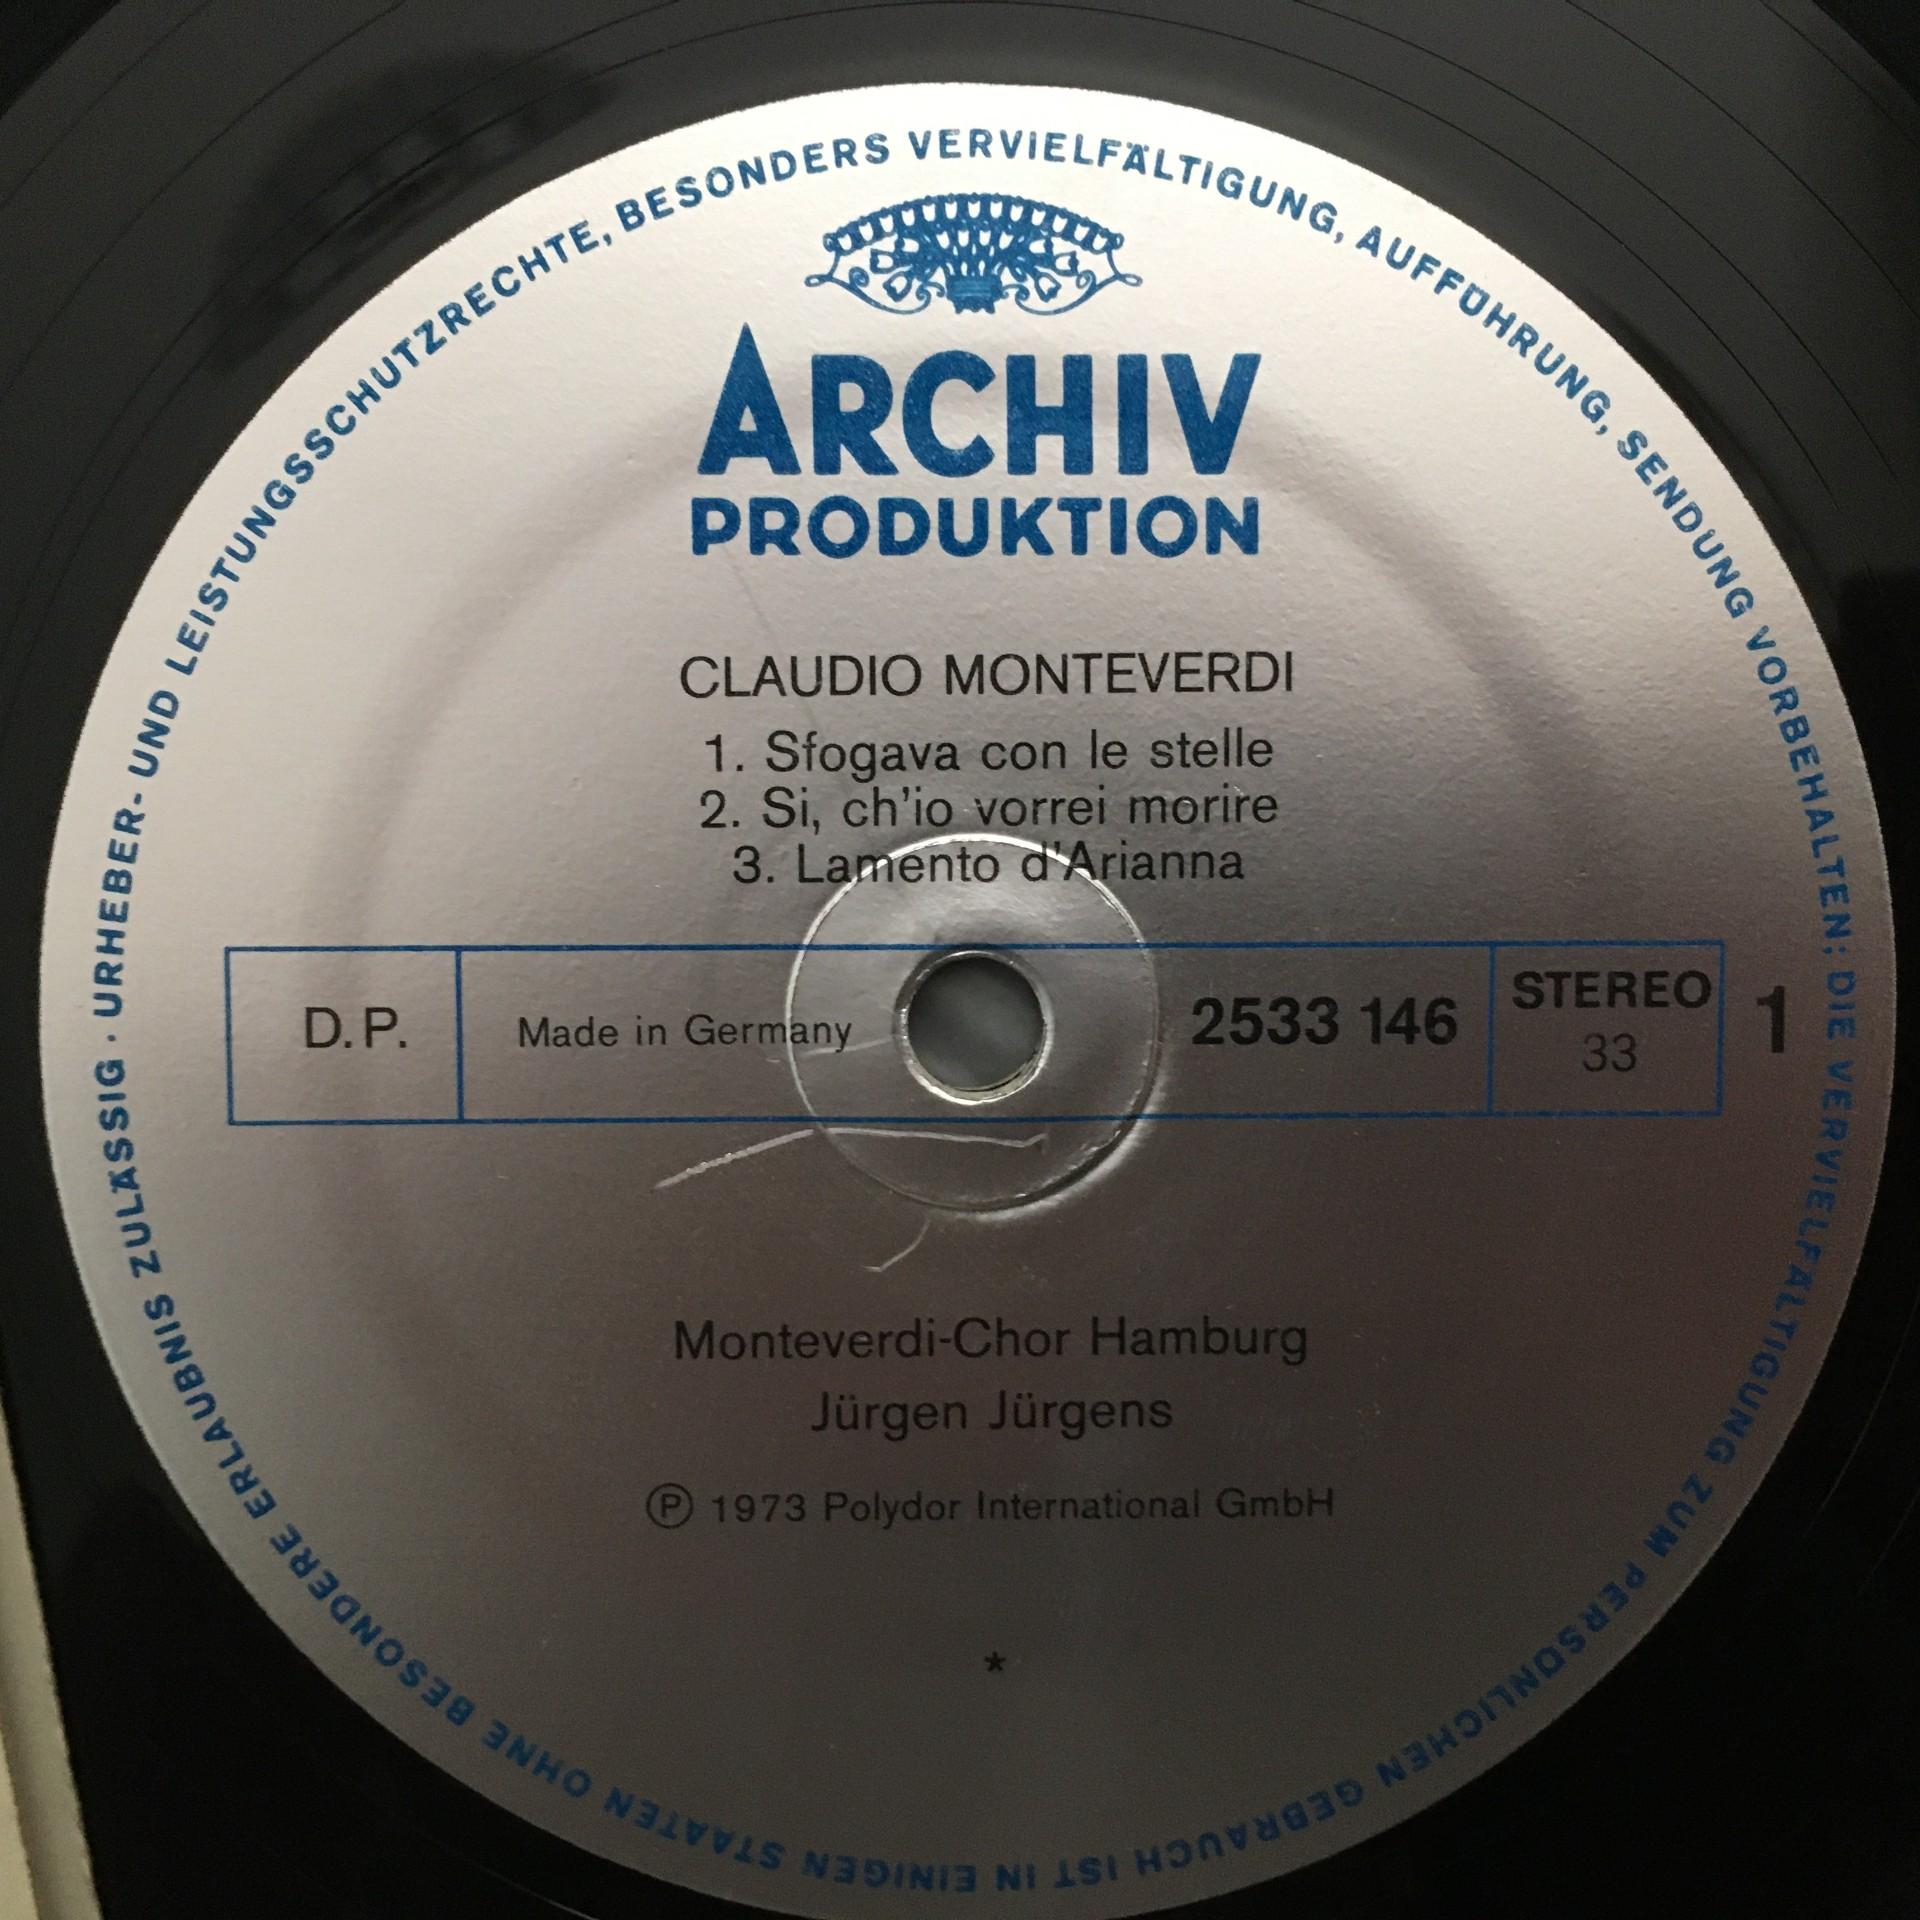 URHEBER- UND LEISTUNGSSCHUTZRECHTE, BESONDERS VERVIELFÄLTIGUNG, AUFFÜHRUNG, SENDUNG VORBEHALTEN; DIE VERVIELFÄLTIGUNG ZUM PERSÖNLICHEN GEBRAUCH IST IN EINIGEN STAATEN OHNE BESONDERE ERLAUBNIS ZULÄSSIG ·
ARCHIV
PRODUKTION
CLAUDIO MONTEVERDI
1. Sfogava con le stelle
2. Si, ch'io vorrei morire
3. Lamento d'Arianna
D.P. Made in Germany 2533 146 STEREO 1
33
Monteverdi-Chor Hamburg
Jürgen Jürgens
Ⓟ 1973 Polydor International GmbH
*